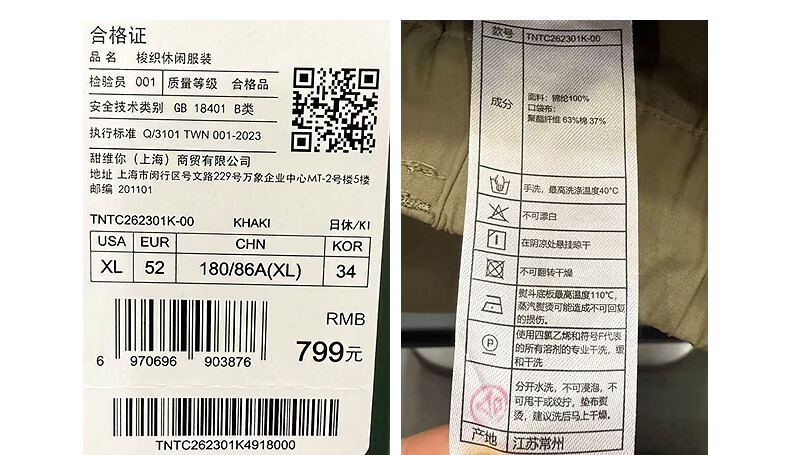 合格证
品 名 梭织休闲服装
检验员 001 质量等级 合格品
安全技术类别 GB 18401 B类
执行标准 Q/3101 TWN 001-2023
甜维你（上海）商贸有限公司
地址 上海市闵行区号文路229号万象企业中心MT-2号楼5楼
邮编 201101
TNTC262301K-00 KHAKI 日休/KI
USA EUR CHN KOR
XL 52 180/86A(XL) 34
RMB
799元
6 970696 903876
TNTC262301K4918000
款号 TNTC262301K-00
成分
面料：锦纶100%
口袋布：
聚酯纤维 63%棉 37%
手洗，最高洗涤温度40°C
不可漂白
在阴凉处悬挂晾干
不可翻转干燥
熨斗底板最高温度110°C，
蒸汽熨烫可能造成不可回复
的损伤。
P
使用四氯乙烯和符号F代表
的所有溶剂的专业干洗，缓
和干洗
分开水洗，不可浸泡，不
可甩干或绞拧，垫布熨
烫，建议洗后马上干燥。
产地 江苏常州